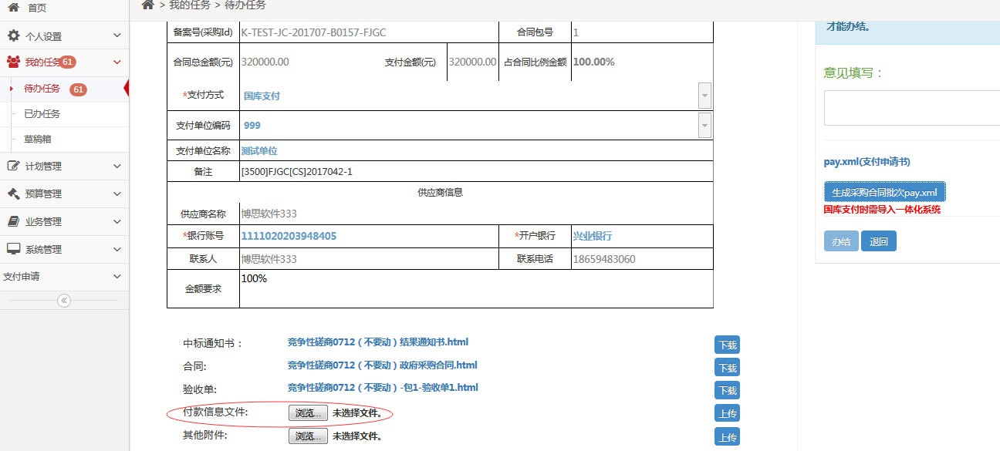 首页
个人设置
我的任务 61
待办任务 61
已办任务
草稿箱
计划管理
预算管理
业务管理
系统管理
支付申请
> 我的任务 > 待办任务
备案号(采购Id) K-TEST-JC-201707-B0157-FJGC 合同包号 1
合同总金额(元) 320000.00 支付金额(元) 320000.00 占合同比例金额 100.00%
*支付方式 国库支付
支付单位编码 999
支付单位名称 测试单位
备注 [3500]FJGC[CS]2017042-1
供应商信息
供应商名称 博思软件333
*银行账号 1111020203948405 *开户银行 兴业银行
联系人 博思软件333 联系电话 18659483060
金额要求 100%
中标通知书： 竞争性磋商0712（不要动）结果通知书.html 下载
合同: 竞争性磋商0712（不要动）政府采购合同.html 下载
验收单: 竞争性磋商0712（不要动）-包1-验收单1.html 下载
付款信息文件: 浏览... 未选择文件。 上传
其他附件: 浏览... 未选择文件。 上传
才能办结。
意见填写：
pay.xml(支付申请书)
生成采购合同批次pay.xml
国库支付时需导入一体化系统
办结 退回